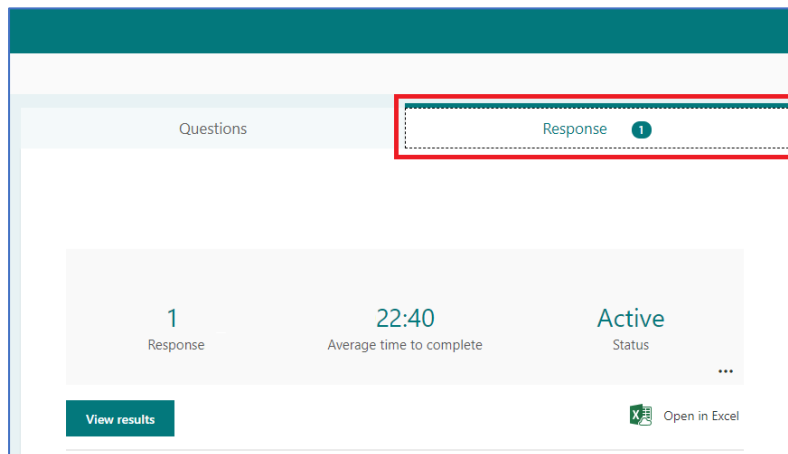 Questions
Response 1
1 22:40 Active
Response Average time to complete Status
View results Open in Excel